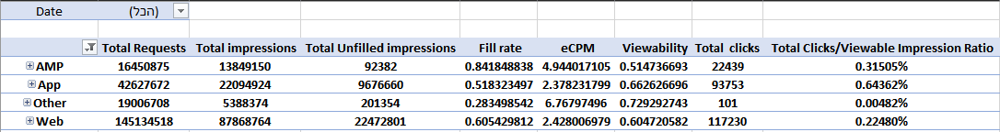 Date (הכל)
Total Requests Total impressions Total Unfilled impressions Fill rate eCPM Viewability Total clicks Total Clicks/Viewable Impression Ratio
AMP 16450875 13849150 92382 0.841848838 4.944017105 0.514736693 22439 0.31505%
App 42627672 22094924 9676660 0.518323497 2.378231799 0.662626696 93753 0.64362%
Other 19006708 5388374 201354 0.283498542 6.76797496 0.729292743 101 0.00482%
Web 145134518 87868764 22472801 0.605429812 2.428006979 0.604720582 117230 0.22480%